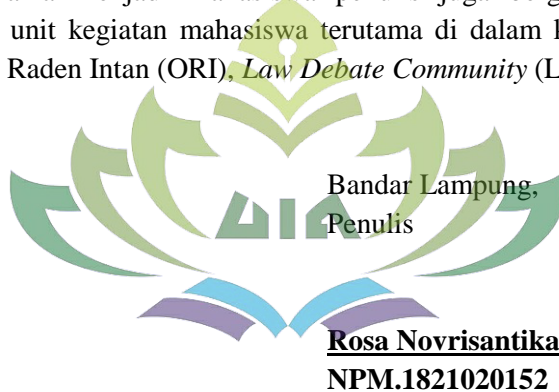 unit kegiatan mahasiswa terutama di dalam
Raden Intan (ORI), Law Debate Community (L
UIN
Bandar Lampung,
Penulis
Rosa Novrisantika
NPM.1821020152